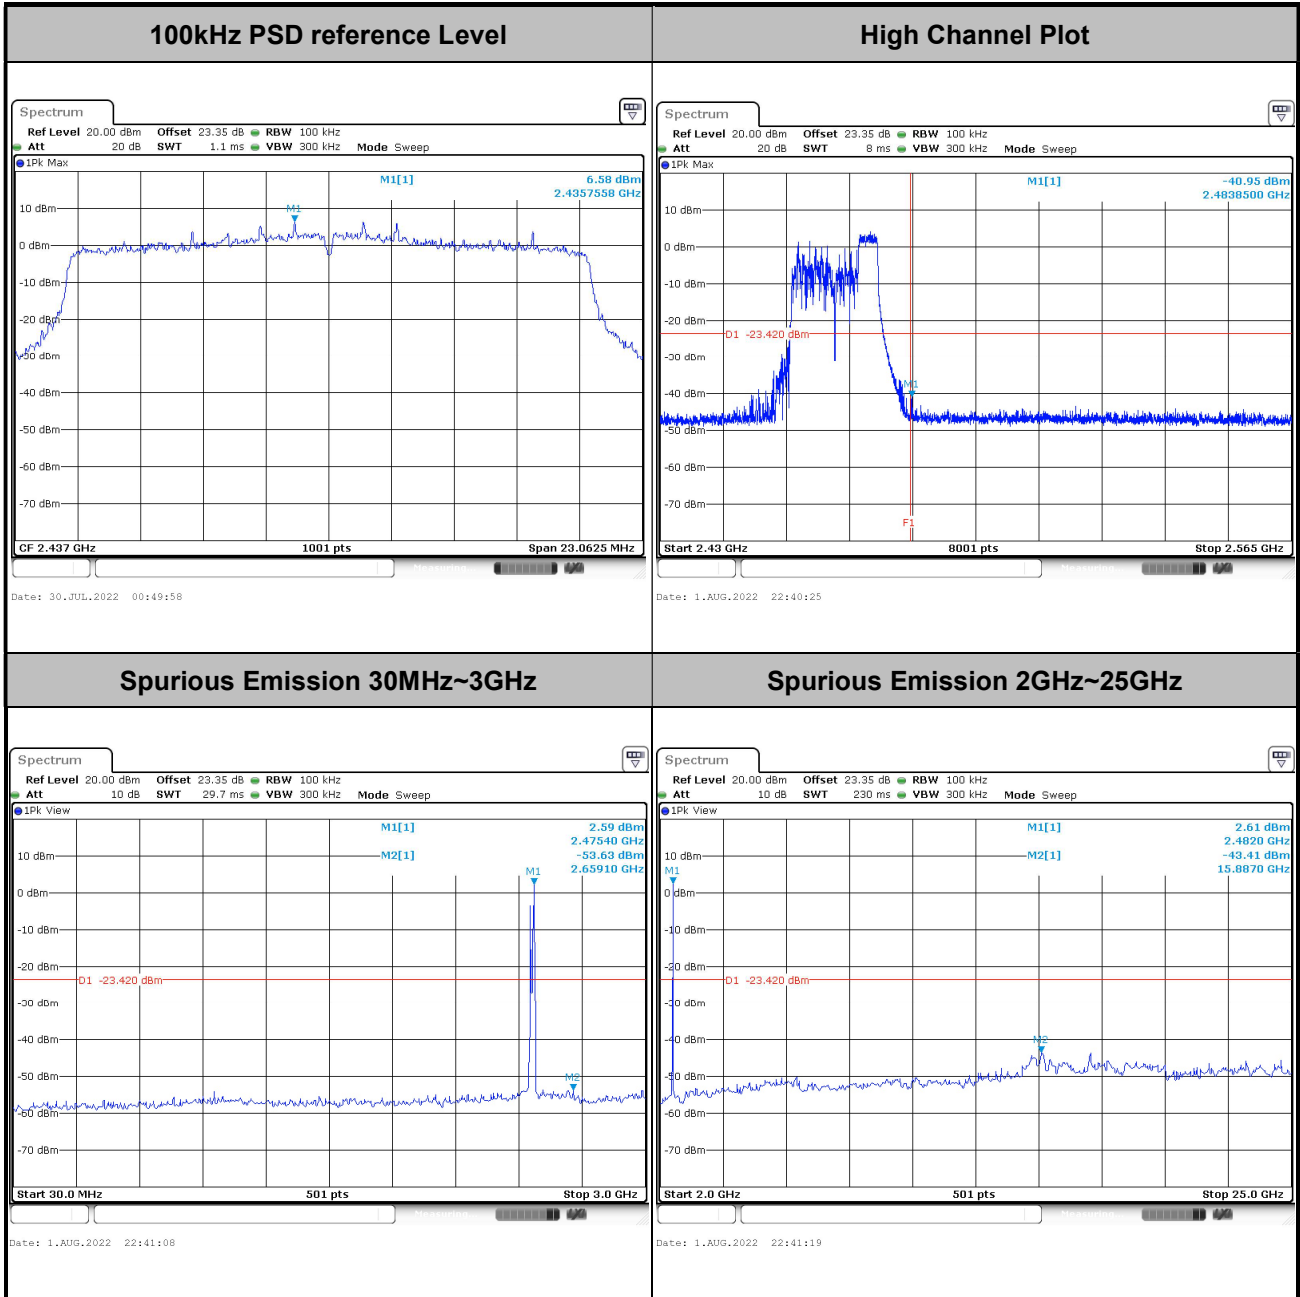 100kHz PSD reference Level
High Channel Plot
Spectrum
Ref Level 20.00 dBm Offset 23.35 dB RBW 100 kHz
Att 20 dB SWT 1.1 ms VBW 300 kHz Mode Sweep
1Pk Max
M1[1] 6.58 dBm
2.4357558 GHz
M1
10 dBm
0 dBm
-10 dBm
-20 dBm
-30 dBm
-40 dBm
-50 dBm
-60 dBm
-70 dBm
CF 2.437 GHz 1001 pts Span 23.0625 MHz
Measuring
Date: 30.JUL.2022 00:49:58
Spectrum
Ref Level 20.00 dBm Offset 23.35 dB RBW 100 kHz
Att 20 dB SWT 8 ms VBW 300 kHz Mode Sweep
1Pk Max
M1[1] -40.95 dBm
2.4838500 GHz
10 dBm
0 dBm
-10 dBm
-20 dBm
D1 -23.420 dBm
-30 dBm
M1
-40 dBm
-50 dBm
-60 dBm
-70 dBm
F1
Start 2.43 GHz 8001 pts Stop 2.565 GHz
Measuring
Date: 1.AUG.2022 22:40:25
Spurious Emission 30MHz~3GHz
Spurious Emission 2GHz~25GHz
Spectrum
Ref Level 20.00 dBm Offset 23.35 dB RBW 100 kHz
Att 10 dB SWT 29.7 ms VBW 300 kHz Mode Sweep
1Pk View
M1[1] 2.59 dBm
2.47540 GHz
M2[1] -53.63 dBm
2.65910 GHz
10 dBm
M1
0 dBm
-10 dBm
-20 dBm
D1 -23.420 dBm
-30 dBm
-40 dBm
-50 dBm
M2
-60 dBm
-70 dBm
Start 30.0 MHz 501 pts Stop 3.0 GHz
Measuring
Date: 1.AUG.2022 22:41:08
Spectrum
Ref Level 20.00 dBm Offset 23.35 dB RBW 100 kHz
Att 10 dB SWT 230 ms VBW 300 kHz Mode Sweep
1Pk View
M1[1] 2.61 dBm
2.4820 GHz
M2[1] -43.41 dBm
15.8870 GHz
10 dBm
M1
0 dBm
-10 dBm
-20 dBm
D1 -23.420 dBm
-30 dBm
-40 dBm
M2
-50 dBm
-60 dBm
-70 dBm
Start 2.0 GHz 501 pts Stop 25.0 GHz
Measuring
Date: 1.AUG.2022 22:41:19